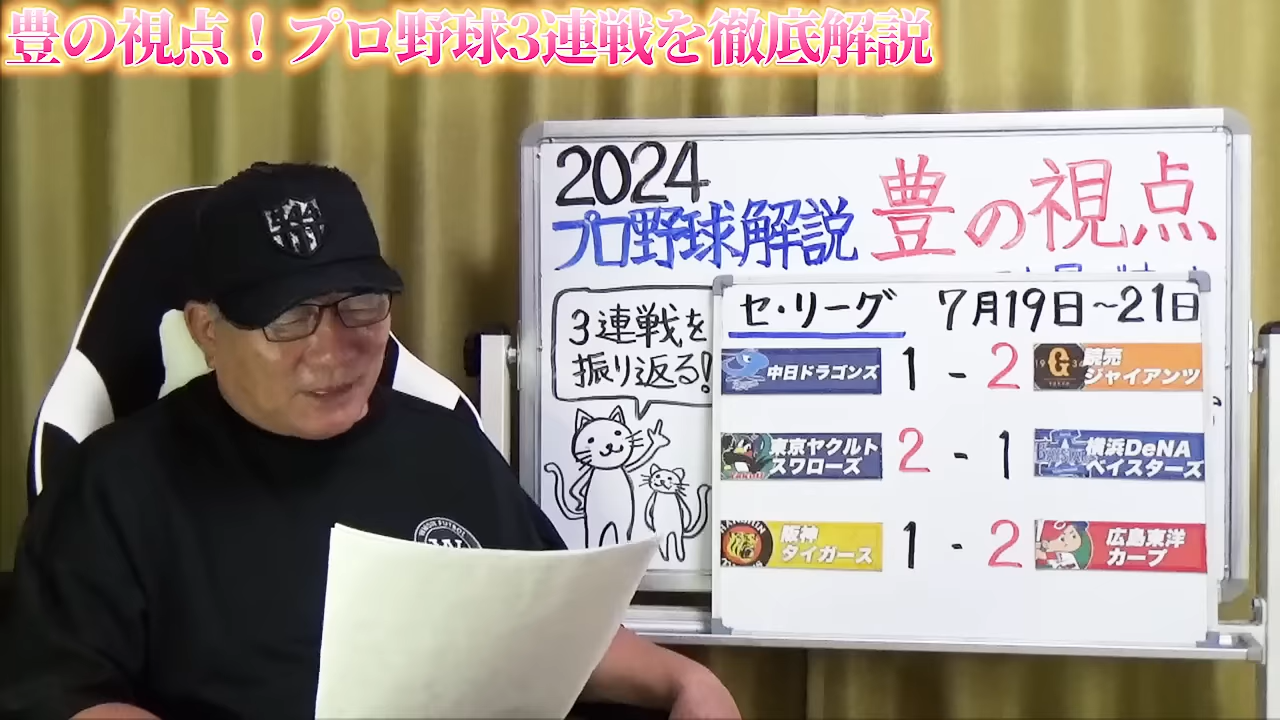 豊の視点！プロ野球3連戦を徹底解説
2024
プロ野球解説 豊の視点
3連戦を
振り返る!
セ・リーグ 7月19日～21日
中日ドラゴンズ 1 - 2 読売
ジャイアンツ
東京ヤクルト
スワローズ 2 - 1 横浜DeNA
ベイスターズ
阪神
タイガース 1 - 2 広島東洋
カープ